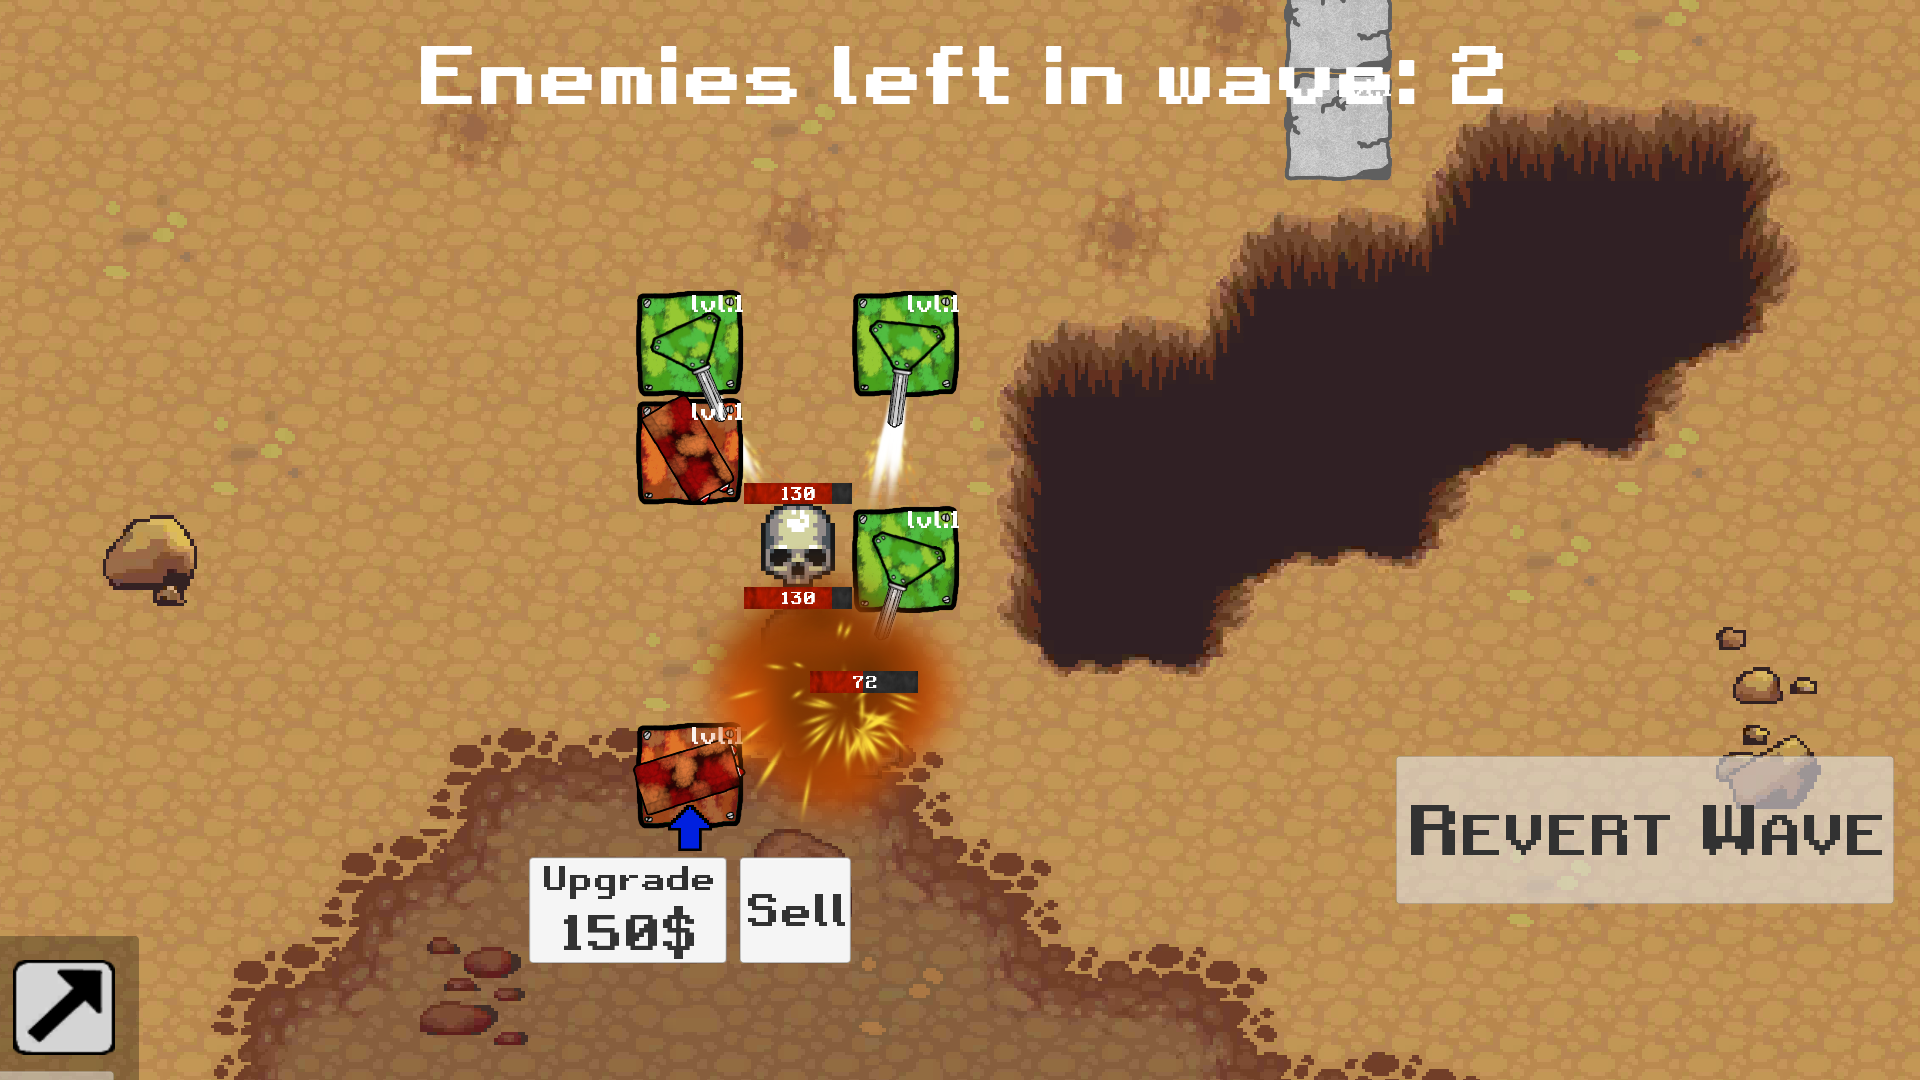 Enemies left in wave: 2
lvl.1
lvl.1
lvl.1
130
lvl.1
130
72
lvl.1
Revert Wave
Upgrade
150$
Sell